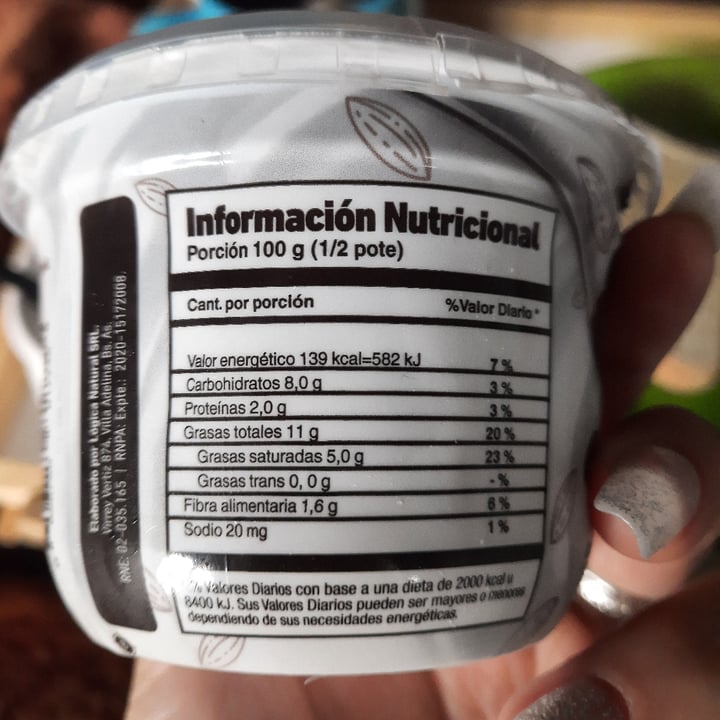 Información Nutricional
Porción 100 g (1/2 pote)
Cant. por porción %Valor Diario*
Valor energético 139 kcal=582 kJ 7 %
Carbohidratos 8,0 g 3 %
Proteínas 2,0 g 3 %
Grasas totales 11 g 20 %
Grasas saturadas 5,0 g 23 %
Grasas trans 0, 0 g - %
Fibra alimentaria 1,6 g 6 %
Sodio 20 mg 1 %
% Valores Diarios con base a una dieta de 2000 kcal u
8400 kJ. Sus Valores Diarios pueden ser mayores o menores
dependiendo de sus necesidades energéticas.
Elaborado por Lógica Natural SRL.
Virrey Vertiz 874, Villa Adelina, Bs. As.
RNE: 02-035.165 | RNPA: Expte.: 2020-15172008.